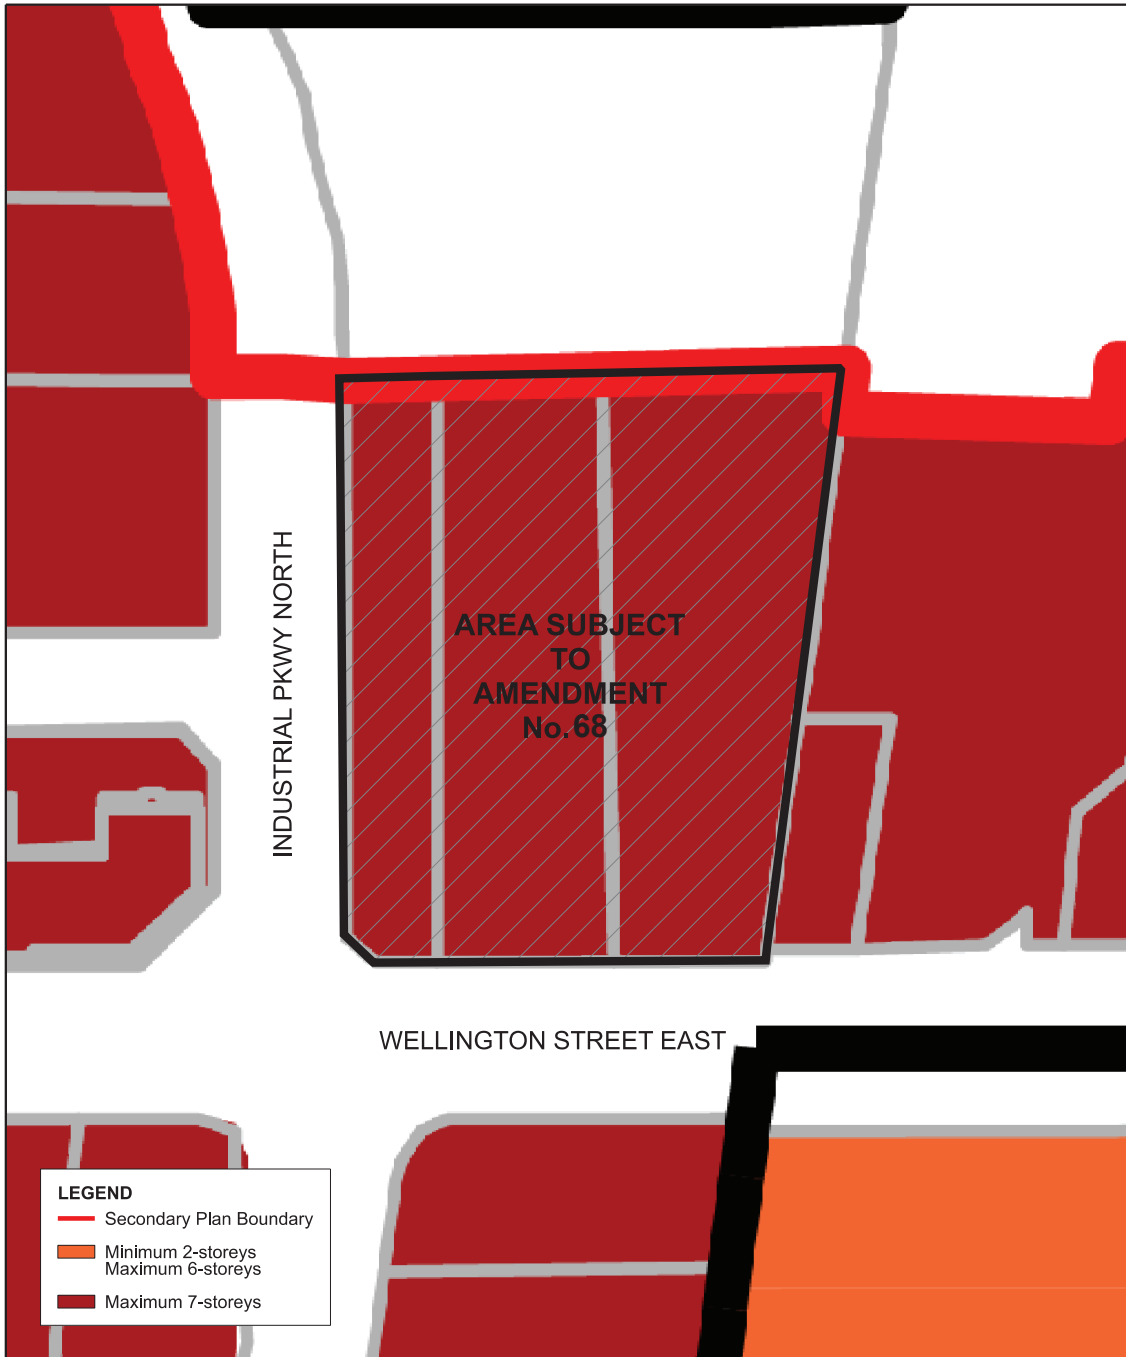 AREA SUBJECT
TO
AMENDMENT
No. 68
INDUSTRIAL PKWY NORTH
WELLINGTON STREET EAST
LEGEND
Secondary Plan Boundary
Minimum 2-storeys
Maximum 6-storeys
Maximum 7-storeys